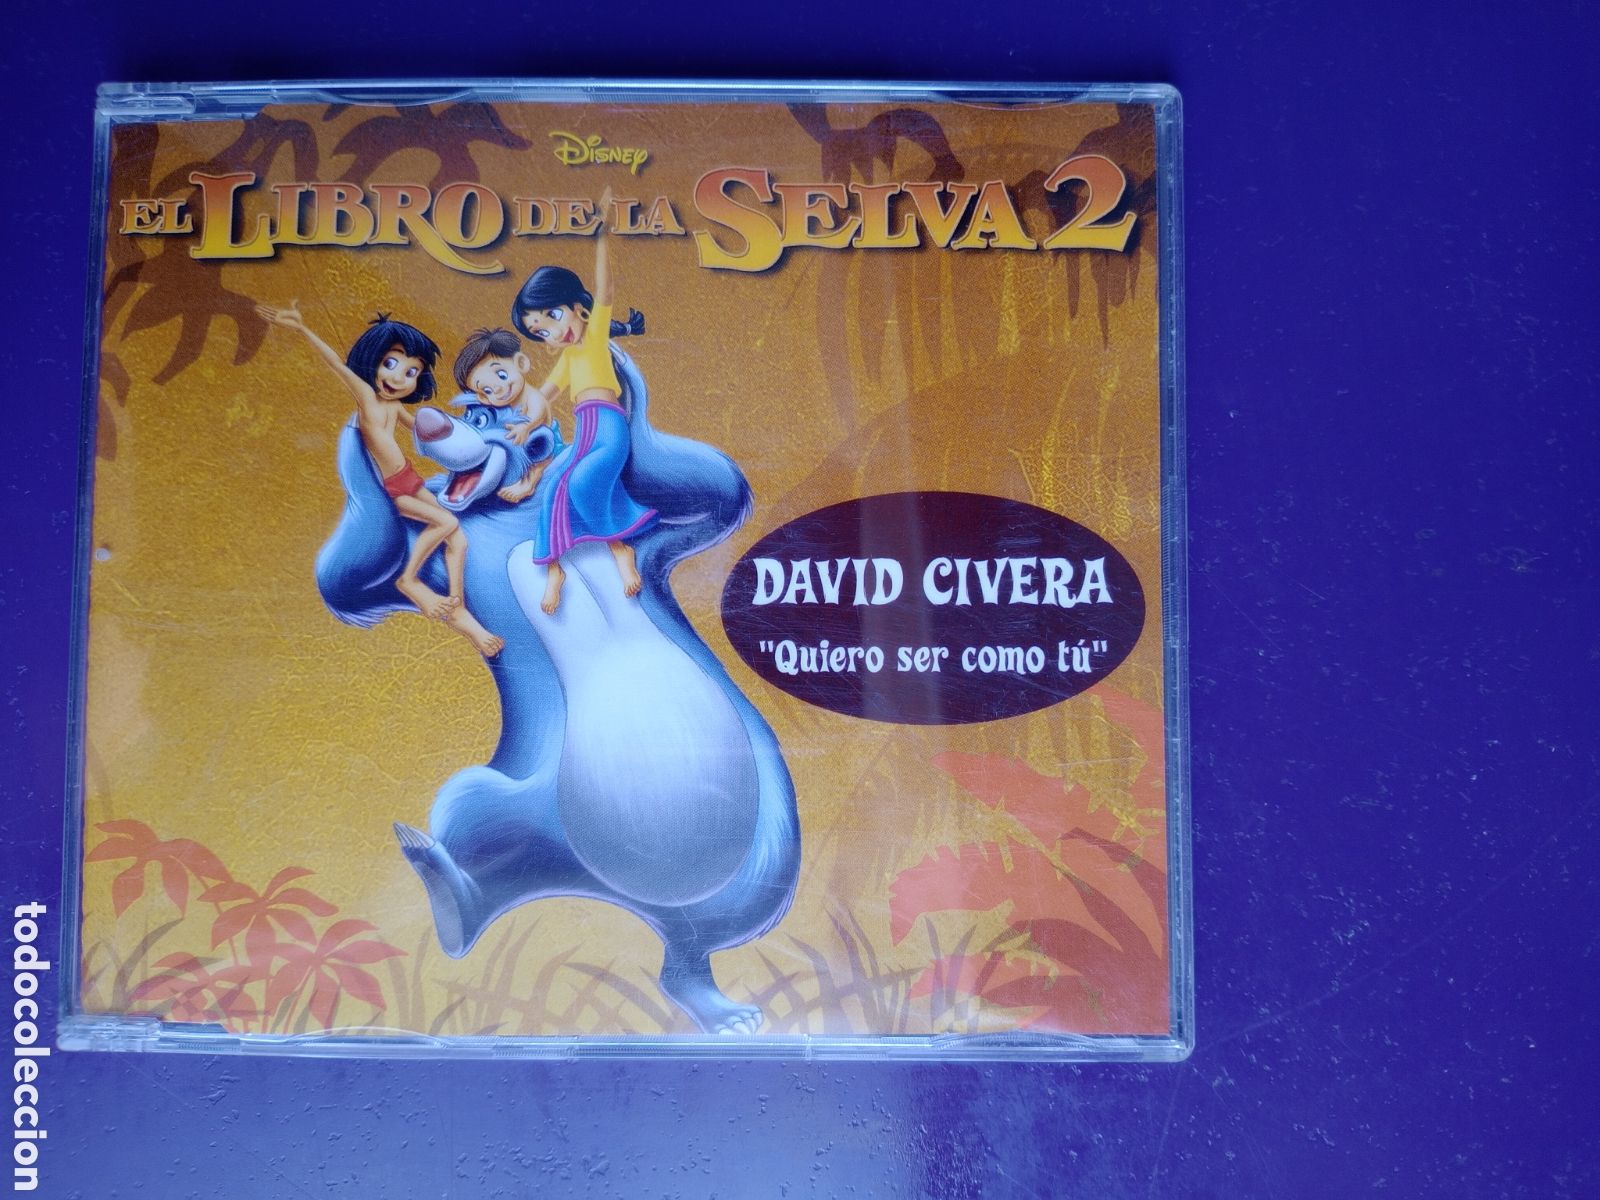 Disney
EL LIBRO DE LA SELVA 2
DAVID CIVERA
"Quiero ser como tú"
todocoleccion